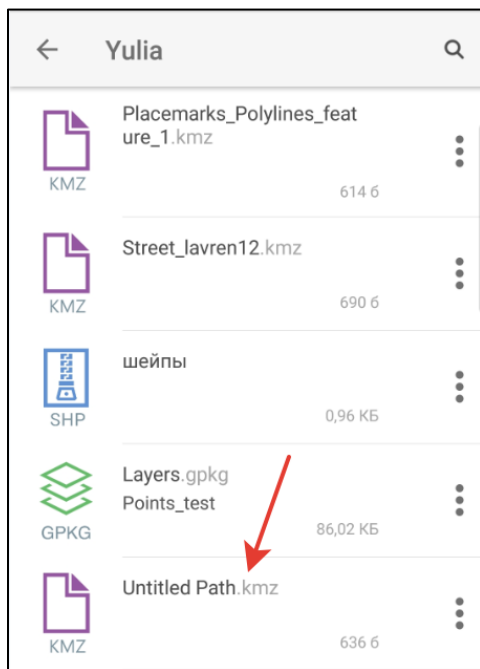 Yulia
Placemarks_Polylines_feat
ure_1.kmz
KMZ
614 б
Street_lavren12.kmz
KMZ
690 б
шейпы
SHP
0,96 КБ
Layers.gpkg
Points_test
GPKG
86,02 КБ
Untitled Path.kmz
KMZ
636 б